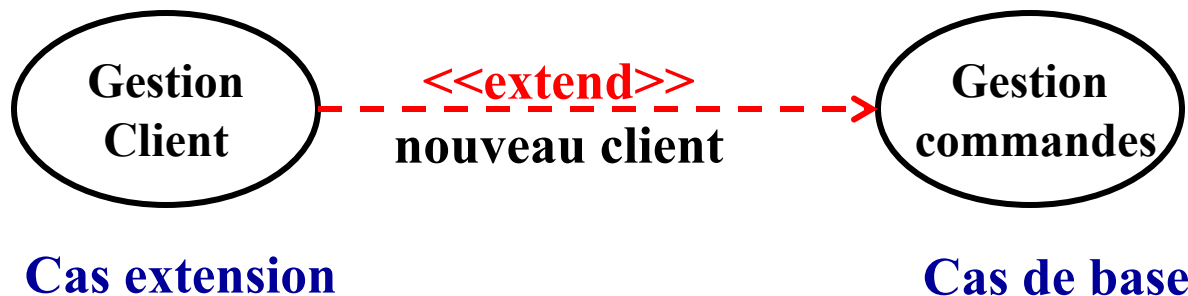 Gestion
Client
<<extend>>
nouveau client
Gestion
commandes
Cas extension
Cas de base